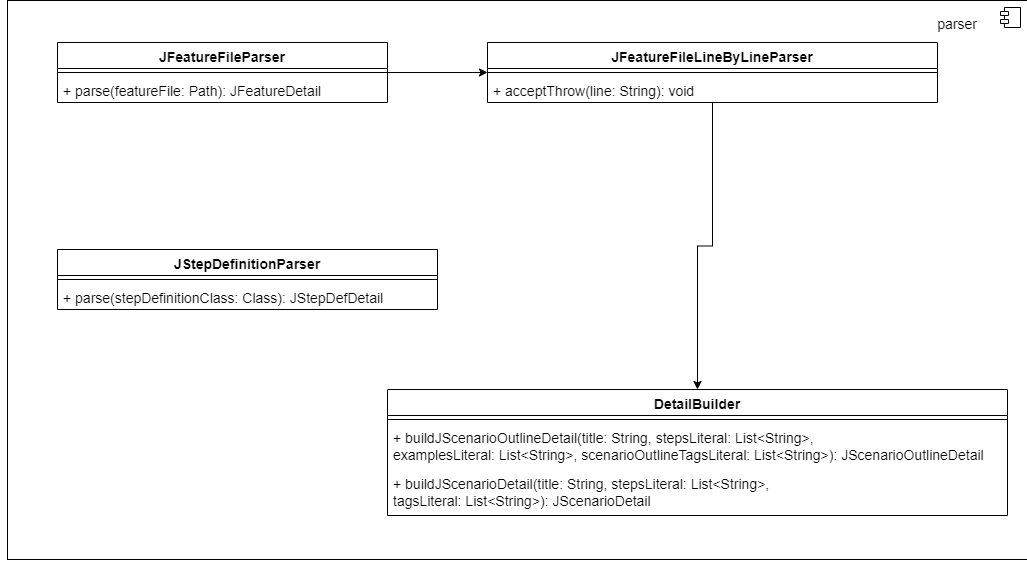 parser
JFeatureFileParser
+ parse(featureFile: Path): JFeatureDetail
JFeatureFileLineByLineParser
+ acceptThrow(line: String): void
JStepDefinitionParser
+ parse(stepDefinitionClass: Class): JStepDefDetail
DetailBuilder
+ buildJScenarioOutlineDetail(title: String, stepsLiteral: List<String>,
examplesLiteral: List<String>, scenarioOutlineTagsLiteral: List<String>): JScenarioOutlineDetail
+ buildJScenarioDetail(title: String, stepsLiteral: List<String>,
tagsLiteral: List<String>): JScenarioDetail